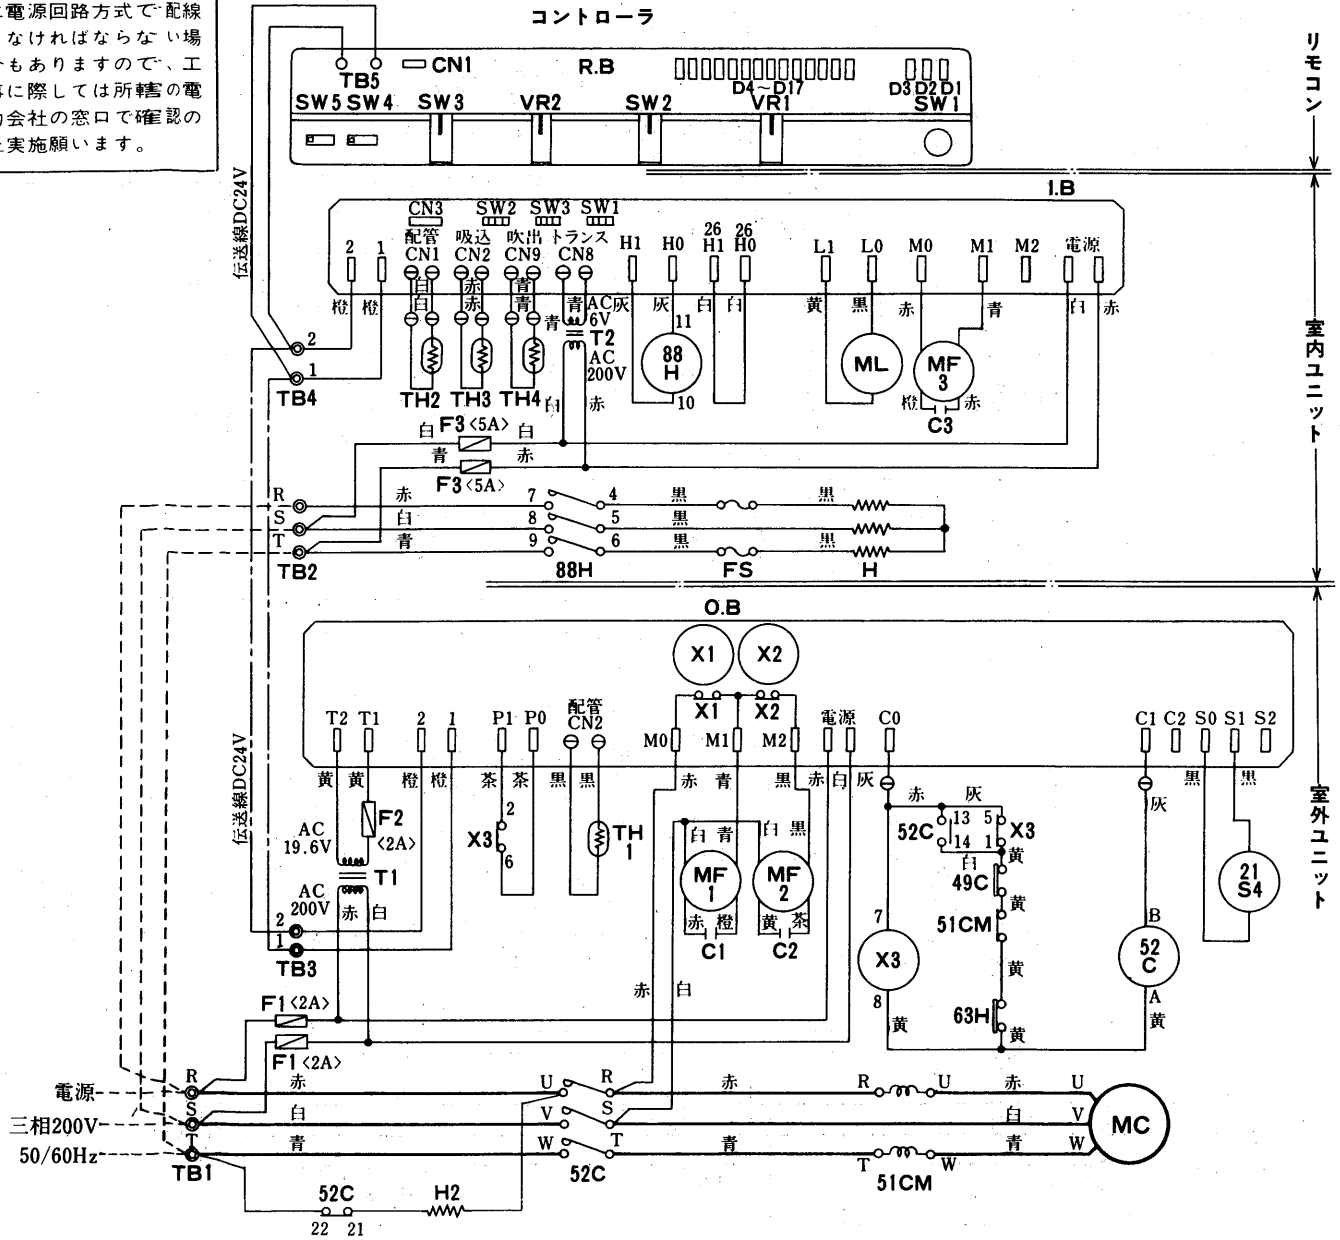 電源回路方式で配線
なければならない場
もありますので、工
に際しては所轄の電
会社の窓口で確認の
実施願います。
コントローラ
リモコン
TB5 CN1 R.B
D4～D17 D3 D2 D1
SW5 SW4 SW3 VR2 SW2 VR1 SW1
伝送線DC24V
I.B
CN3 SW2 SW3 SW1
配管 吸込 吹出 トランス
CN1 CN2 CN9 CN8
2 1 H1 H0 26 H1 26 H0 L1 L0 M0 M1 M2 電源
白 赤 青
橙 橙 白 赤 青 青 AC 6V 灰 灰 白 白 黄 黒 赤 青 白 赤
青 T2 11
2
1
TB4
88 H
ML
MF 3
室内ユニット
AC 200V
TH2 TH3 TH4 白 赤 10 橙 赤
C3
白 F3<5A> 白
青 赤
F3<5A>
R 赤 7 4 黒 黒
S 白 8 5 黒
T 青 9 6 黒 黒
TB2 88H FS H
O.B
X1 X2
X1 X2
配管
T2 T1 2 1 P1 P0 CN2 M0 M1 M2 電源 C0 C1 C2 S0 S1 S2
伝送線DC24V
黄 黄 橙 橙 茶 茶 黒 黒 赤 青 黒 赤 白 灰 黒 黒
赤 灰 灰
室外ユニット
AC 19.6V F2 <2A>
X3 2 6
TH 1
白 青 白 黒
52C 13 14 5 1 X3
白 黄
T1
AC 200V
赤 白
MF 1
MF 2
49C
黄
21 S4
赤 橙 黄 茶
C1 C2
51CM
7 X3 8
B 52 C A
2
1
TB3
黄
赤 白
63H
黄 黄 黄
F1<2A>
F1<2A>
電源 R 赤 U R 赤 R U 赤 U
三相200V S 白 V S 白 V MC
50/60Hz T 青 W T 青 T W 青 W
TB1 52C 51CM
52C H2
22 21